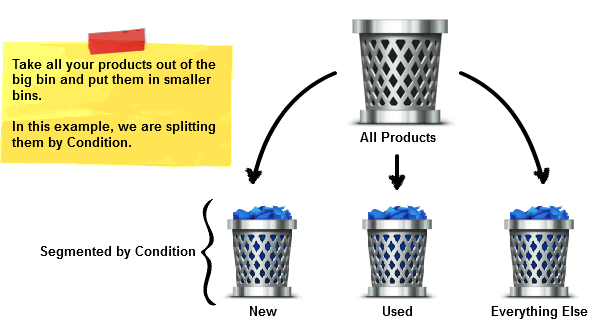 Take all your products out of the
big bin and put them in smaller
bins.
In this example, we are splitting
them by Condition.
All Products
Segmented by Condition
New
Used
Everything Else